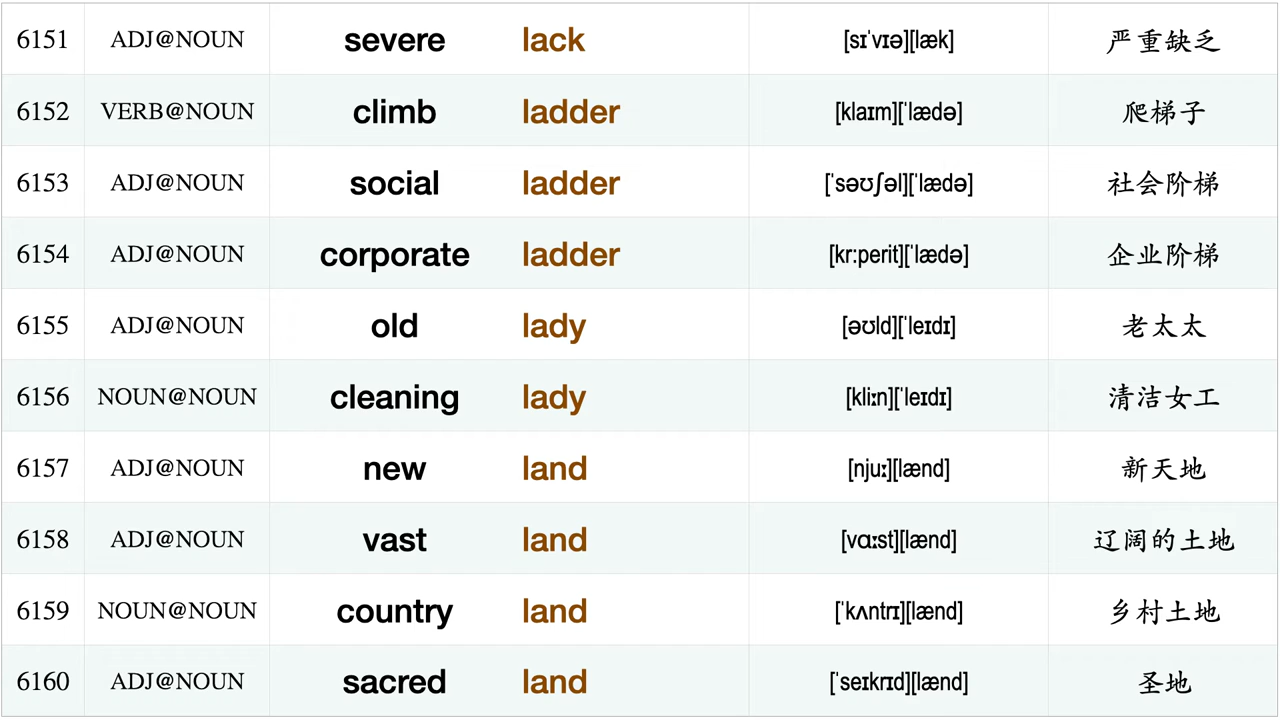 6151 ADJ@NOUN severe lack [sɪˈvɪə][læk] 严重缺乏
6152 VERB@NOUN climb ladder [klaɪm][ˈlædə] 爬梯子
6153 ADJ@NOUN social ladder [ˈsəʊʃəl][ˈlædə] 社会阶梯
6154 ADJ@NOUN corporate ladder [kr:perit][ˈlædə] 企业阶梯
6155 ADJ@NOUN old lady [əʊld][ˈleɪdɪ] 老太太
6156 NOUN@NOUN cleaning lady [kliːn][ˈleɪdɪ] 清洁女工
6157 ADJ@NOUN new land [njuː][lænd] 新天地
6158 ADJ@NOUN vast land [vɑːst][lænd] 辽阔的土地
6159 NOUN@NOUN country land [ˈkʌntrɪ][lænd] 乡村土地
6160 ADJ@NOUN sacred land [ˈseɪkrɪd][lænd] 圣地